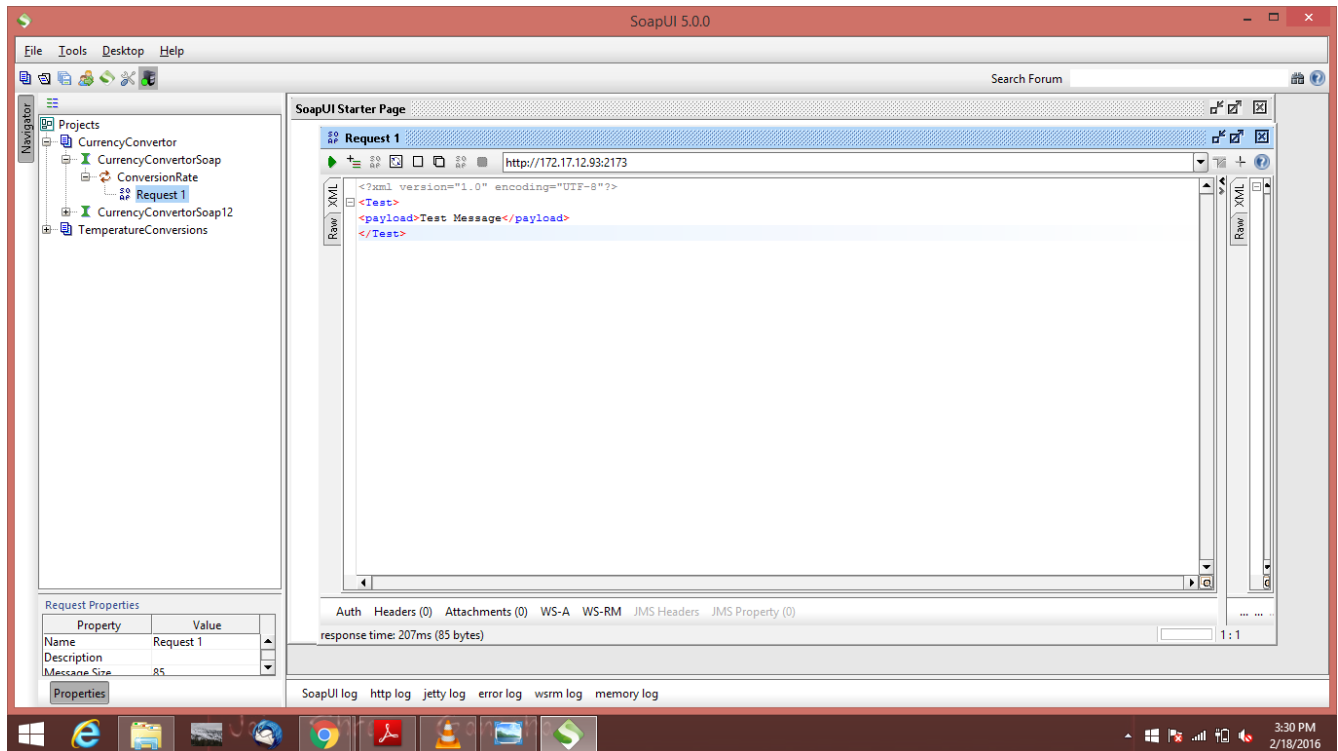 SoapUI 5.0.0
File Tools Desktop Help
Search Forum
Navigator
Projects
CurrencyConvertor
CurrencyConvertorSoap
ConversionRate
Request 1
CurrencyConvertorSoap12
TemperatureConversions
SoapUI Starter Page
Request 1
http://172.17.12.93:2173
XML
Raw
<?xml version="1.0" encoding="UTF-8"?>
<Test>
<payload>Test Message</payload>
</Test>
XML
Raw
Auth Headers (0) Attachments (0) WS-A WS-RM JMS Headers JMS Property (0)
... ...
response time: 207ms (85 bytes)
1 : 1
Request Properties
Property Value
Name Request 1
Description
Message Size 85
Properties
SoapUI log http log jetty log error log wsrm log memory log
3:30 PM
2/18/2016